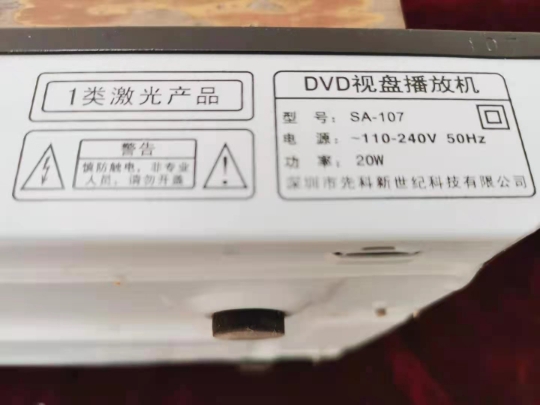 1类激光产品
警告
慎防触电，非专业
人员，请勿开盖
DVD视盘播放机
型 号： SA-107
电 源： ~110-240V 50Hz
功 率： 20W
深圳市先科新世纪科技有限公司